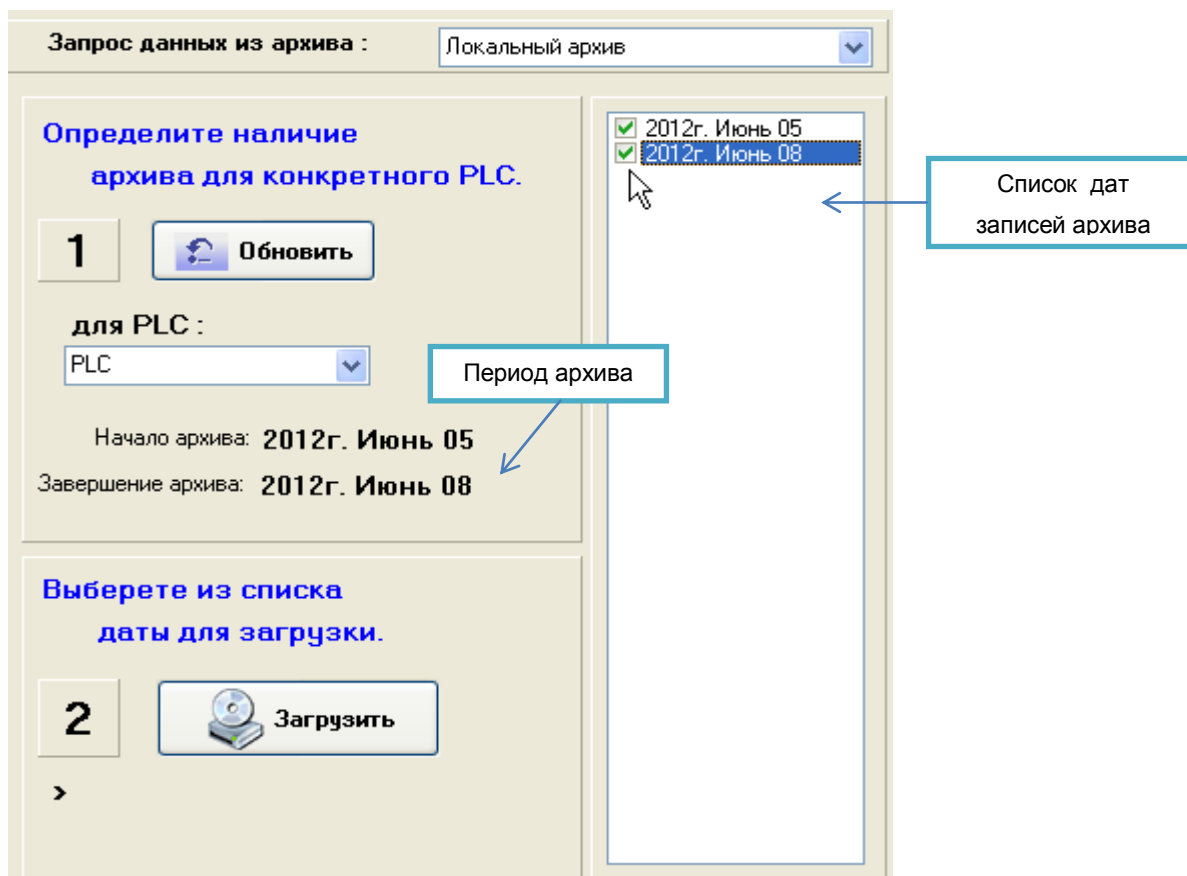 Запрос данных из архива :
Локальный архив
Определите наличие
архива для конкретного PLC.
1
Обновить
для PLC :
PLC
Начало архива: 2012г. Июнь 05
Завершение архива: 2012г. Июнь 08
Выберете из списка
даты для загрузки.
2
Загрузить
>
2012г. Июнь 05
2012г. Июнь 08
Период архива
Список дат
записей архива